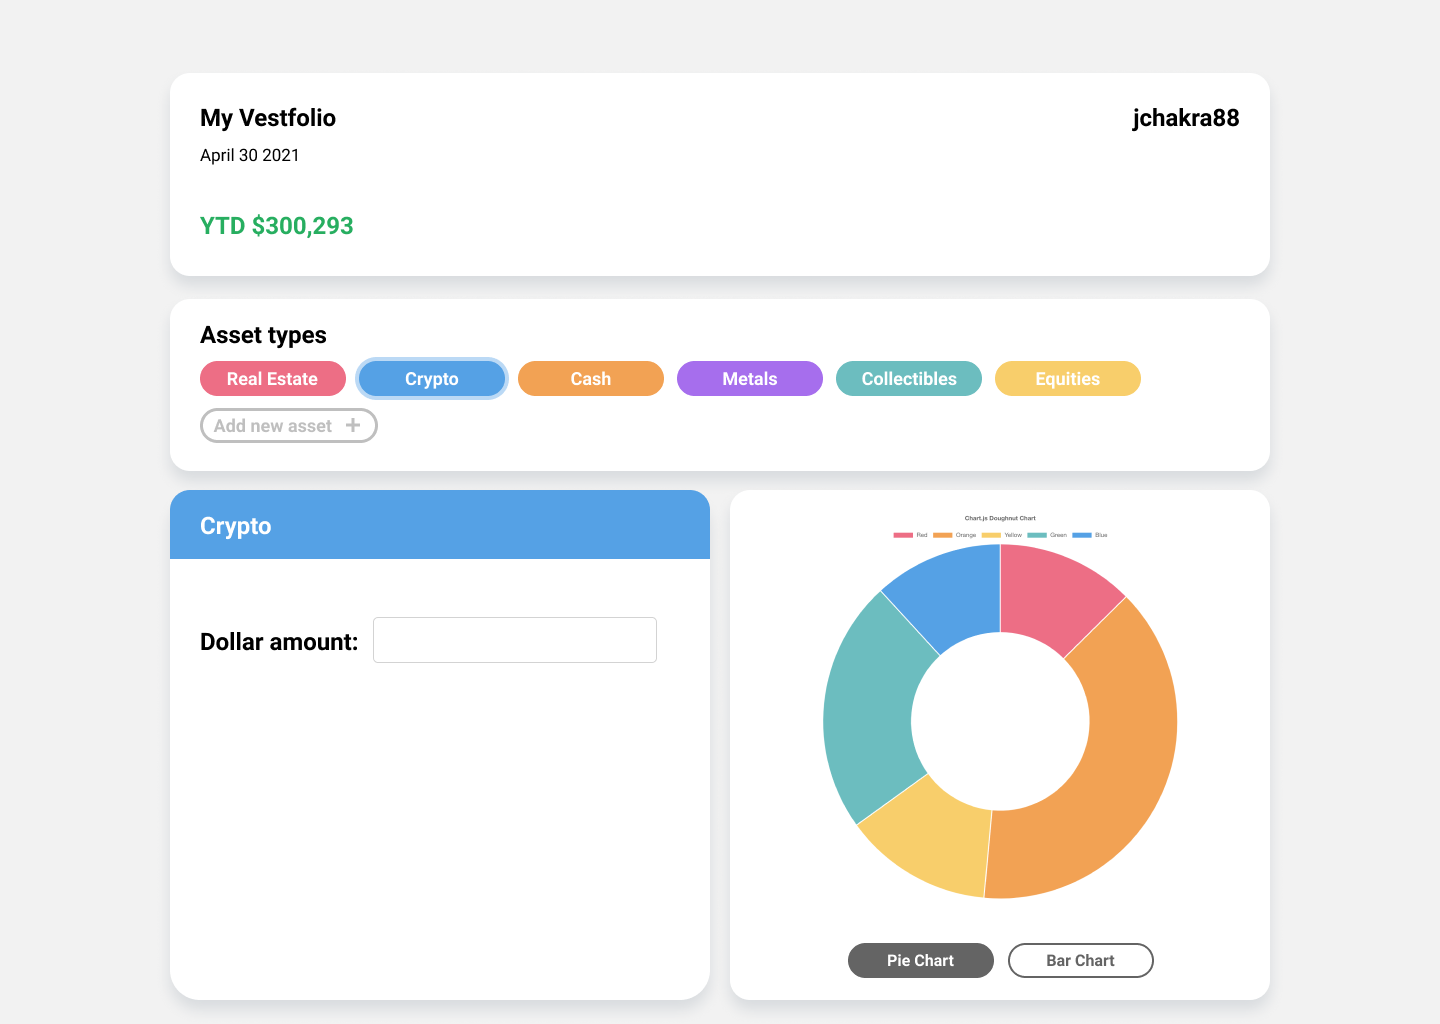 My Vestfolio
jchakra88
April 30 2021
YTD $300,293
Asset types
Real Estate
Crypto
Cash
Metals
Collectibles
Equities
Add new asset +
Crypto
Dollar amount:
Chart.js Doughnut Chart
Red Orange Yellow Green Blue
Pie Chart
Bar Chart